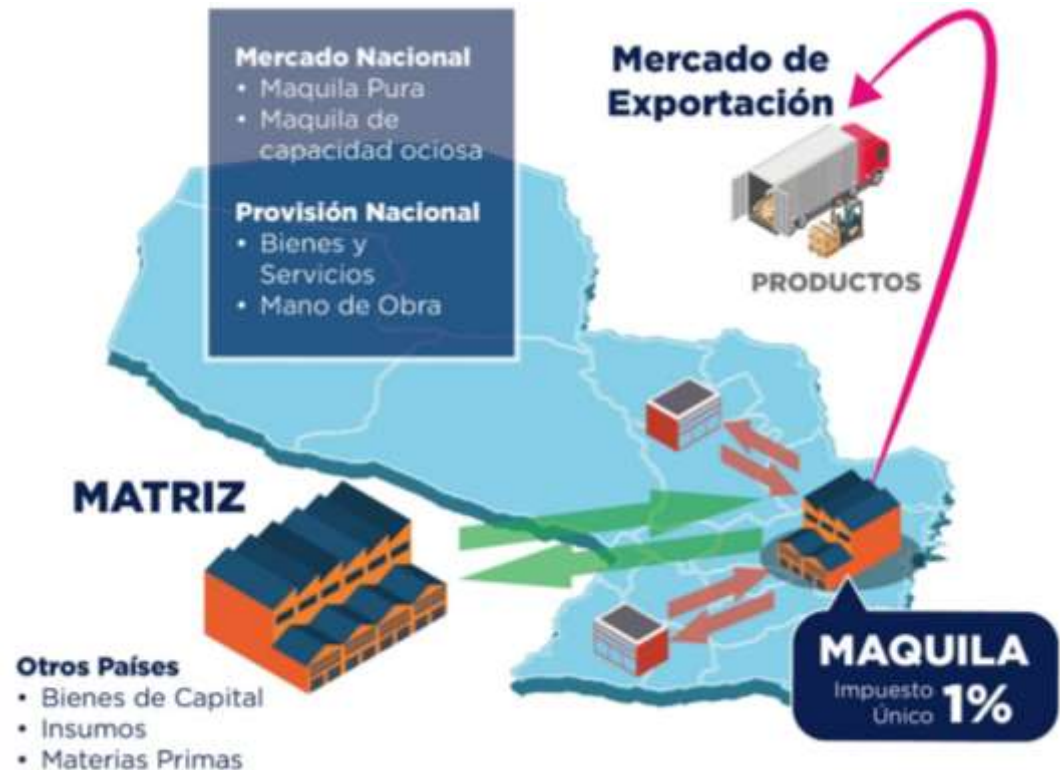 Mercado Nacional
• Maquila Pura
• Maquila de
capacidad ociosa
Provisión Nacional
• Bienes y
Servicios
• Mano de Obra
Mercado de
Exportación
PRODUCTOS
MATRIZ
Otros Países
• Bienes de Capital
• Insumos
• Materias Primas
MAQUILA
Impuesto
Único 1%